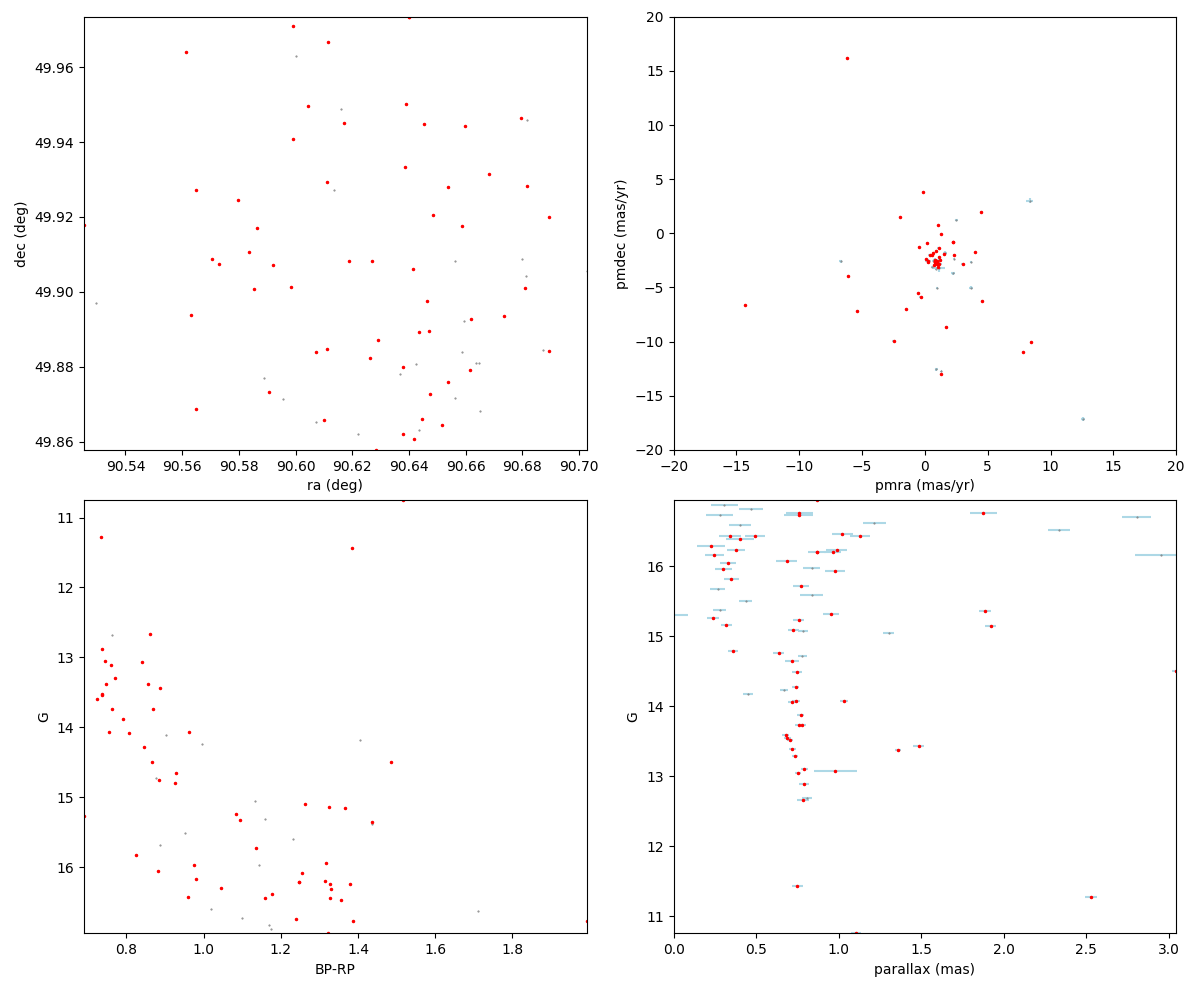 49.96
49.94
49.92
49.90
49.88
49.86
dec (deg)
90.54 90.56 90.58 90.60 90.62 90.64 90.66 90.68 90.70
ra (deg)
20
15
10
5
0
−5
−10
−15
−20
pmdec (mas/yr)
−20 −15 −10 −5 0 5 10 15 20
pmra (mas/yr)
11
12
13
14
15
16
G
0.8 1.0 1.2 1.4 1.6 1.8
BP-RP
16
15
14
13
12
11
G
0.0 0.5 1.0 1.5 2.0 2.5 3.0
parallax (mas)